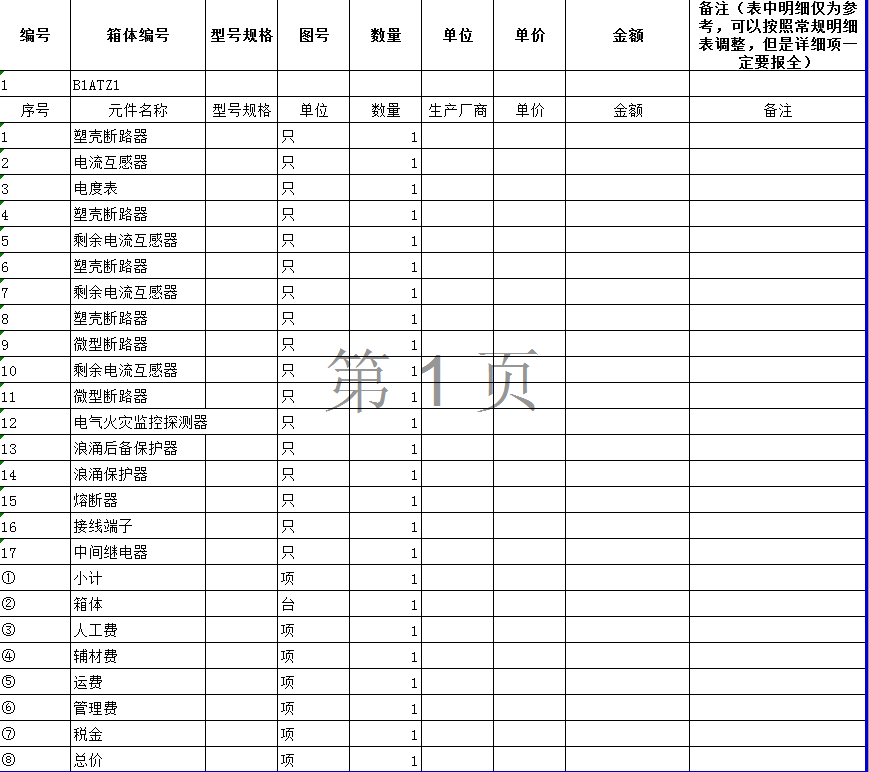 编号 箱体编号 型号规格 图号 数量 单位 单价 金额 备注（表中明细仅为参考，可以按照常规明细表调整，但是详细项一定要报全）
1 B1ATZ1
序号 元件名称 型号规格 单位 数量 生产厂商 单价 金额 备注
1 塑壳断路器 只 1
2 电流互感器 只 1
3 电度表 只 1
4 塑壳断路器 只 1
5 剩余电流互感器 只 1
6 塑壳断路器 只 1
7 剩余电流互感器 只 1
8 塑壳断路器 只 1
9 微型断路器 只 1
10 剩余电流互感器 只 1
11 微型断路器 只 1
12 电气火灾监控探测器 只 1
13 浪涌后备保护器 只 1
14 浪涌保护器 只 1
15 熔断器 只 1
16 接线端子 只 1
17 中间继电器 只 1
① 小计 项 1
② 箱体 台 1
③ 人工费 项 1
④ 辅材费 项 1
⑤ 运费 项 1
⑥ 管理费 项 1
⑦ 税金 项 1
⑧ 总价 项 1
第 1 页